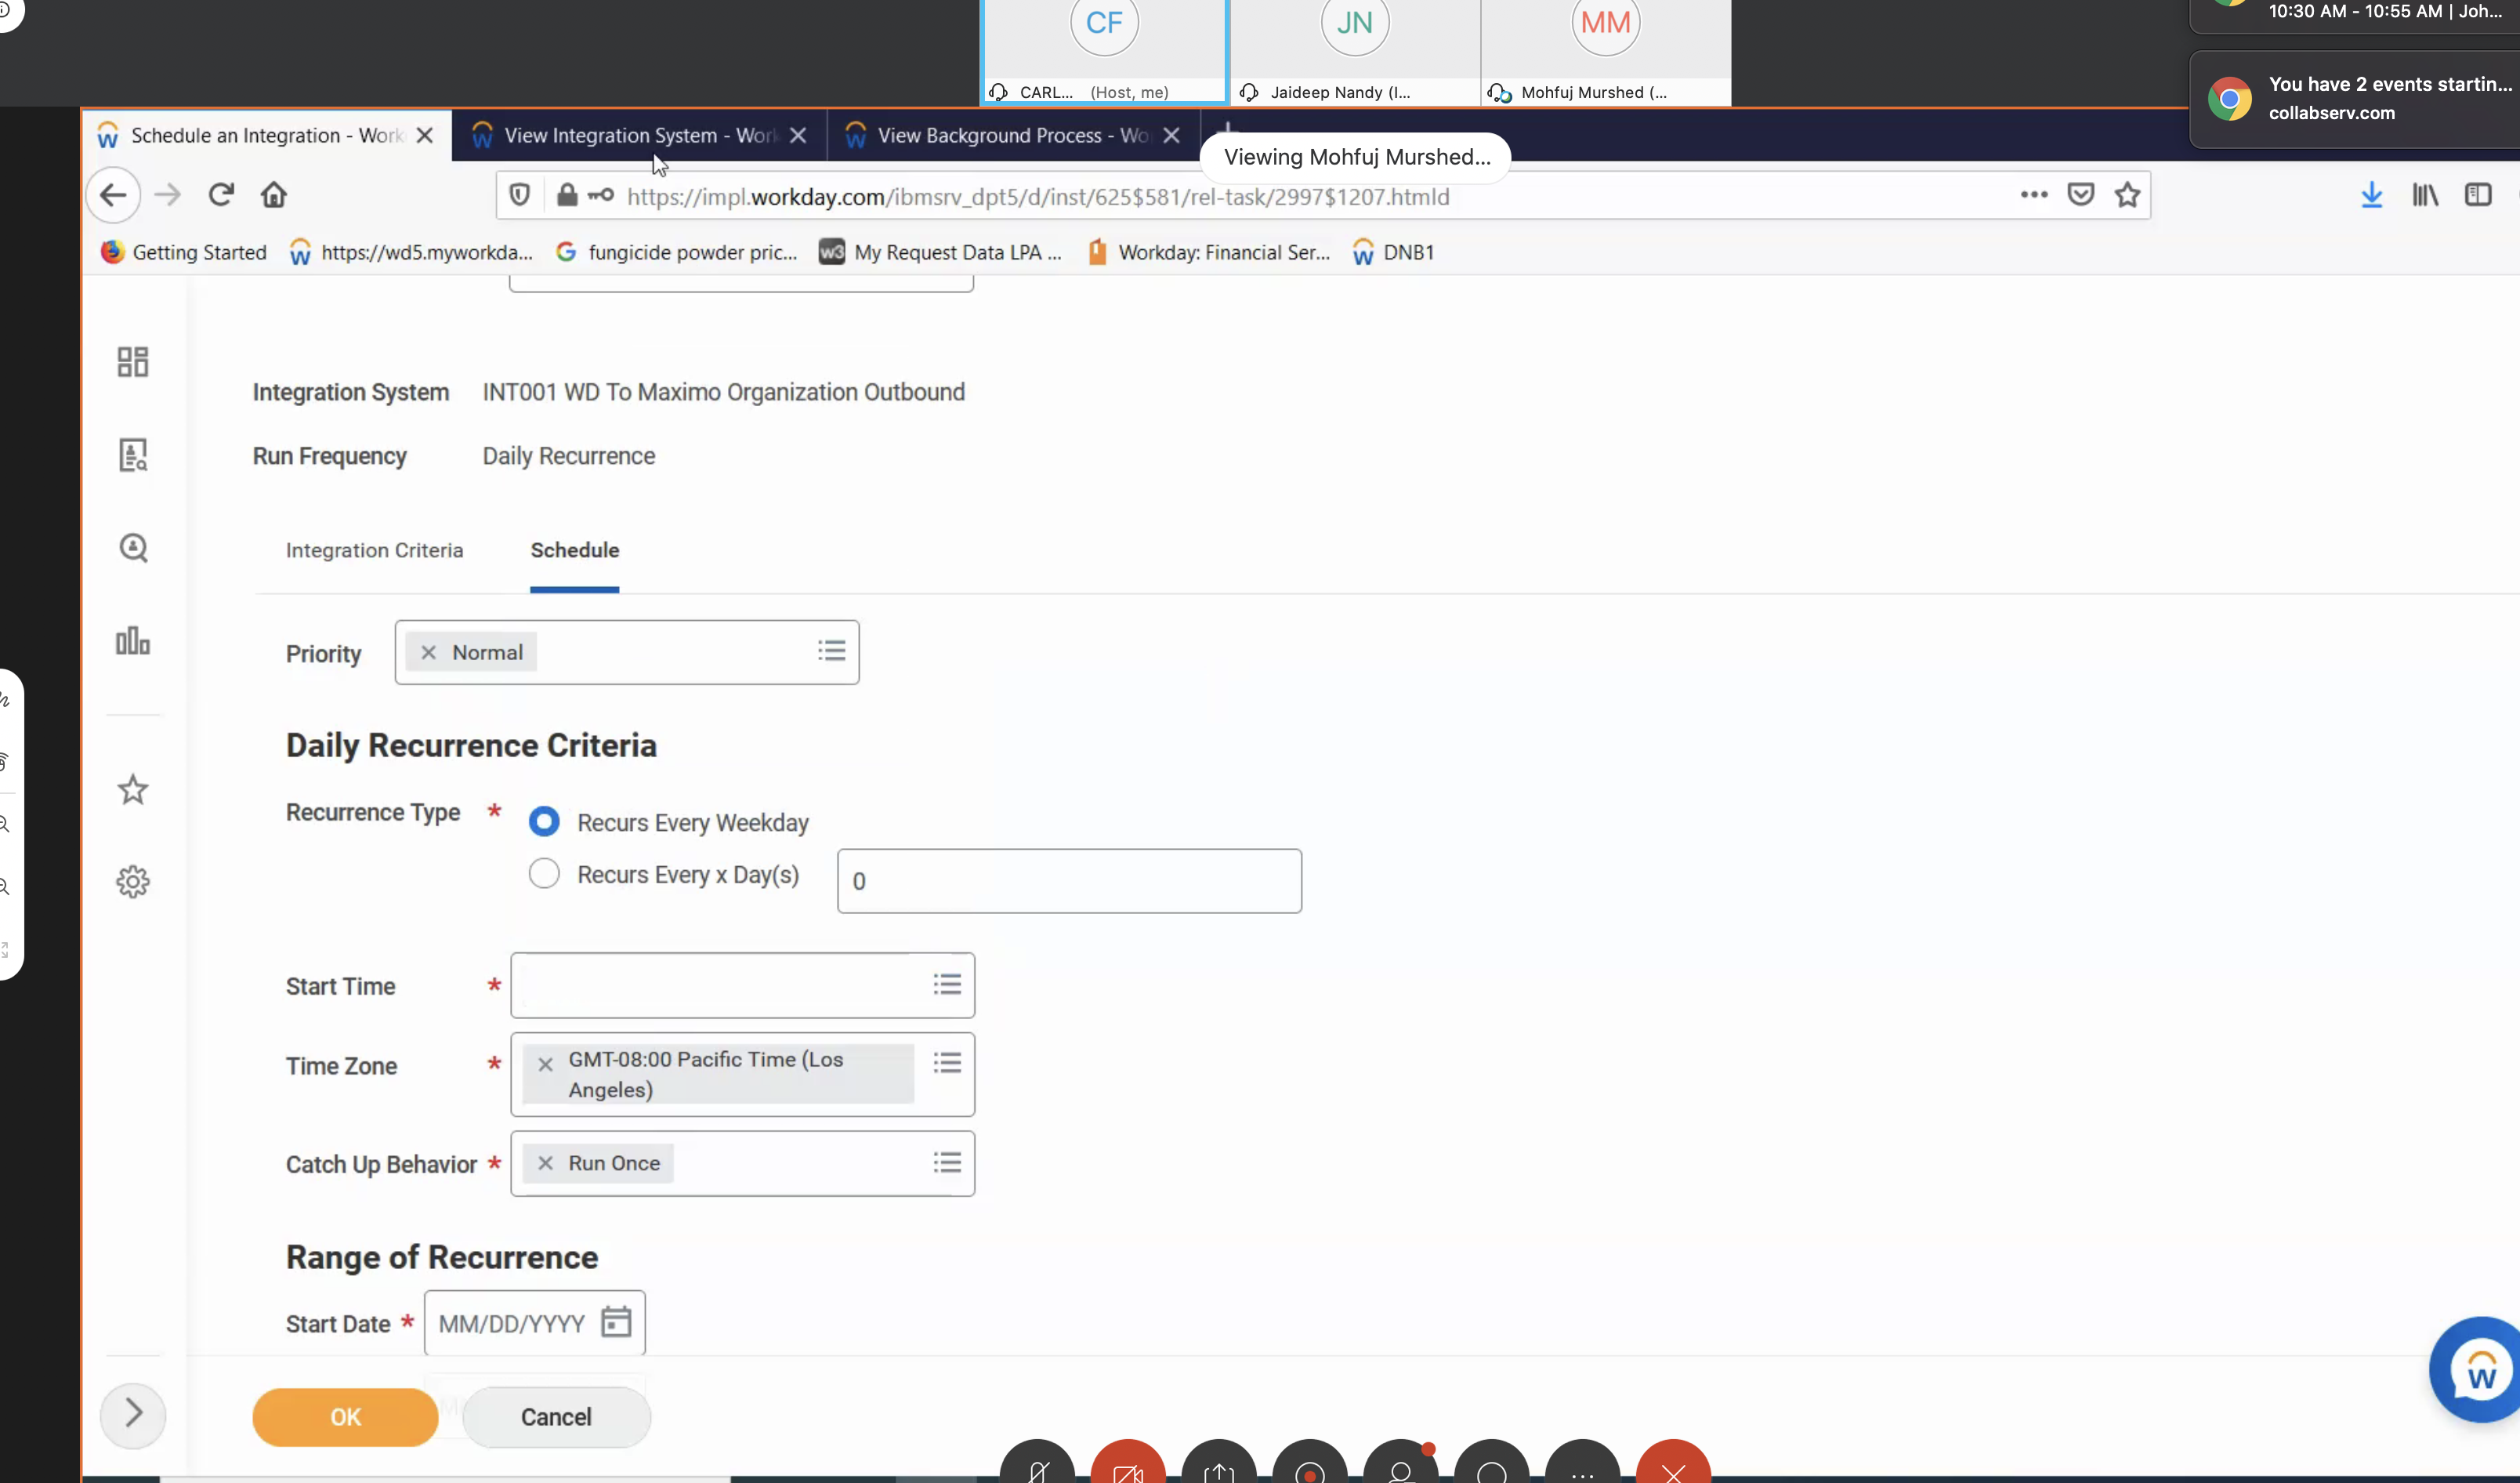 CF
JN
MM
CARL... (Host, me)
Jaideep Nandy (I...
Mohfuj Murshed (...
10:30 AM - 10:55 AM | Joh...
You have 2 events startin...
collabserv.com
Schedule an Integration - Work
View Integration System - Work
View Background Process - Wo
Viewing Mohfuj Murshed...
https://impl.workday.com/ibmsrv_dpt5/d/inst/625$581/rel-task/2997$1207.htmld
Getting Started
https://wd5.myworkda...
fungicide powder pric...
w3
My Request Data LPA ...
Workday: Financial Ser...
DNB1
Integration System
INT001 WD To Maximo Organization Outbound
Run Frequency
Daily Recurrence
Integration Criteria
Schedule
Priority
Normal
Daily Recurrence Criteria
Recurrence Type *
Recurs Every Weekday
Recurs Every x Day(s)
0
Start Time *
Time Zone *
GMT-08:00 Pacific Time (Los
Angeles)
Catch Up Behavior *
Run Once
Range of Recurrence
Start Date *
MM/DD/YYYY
OK
Cancel